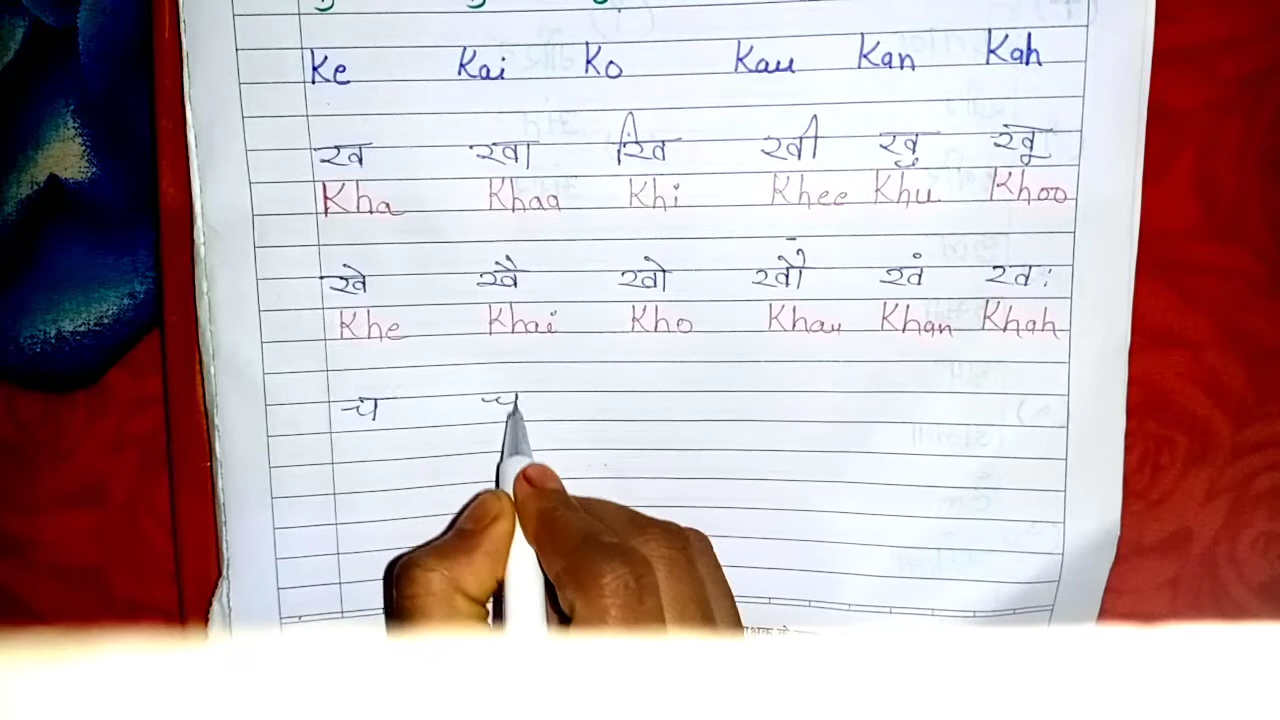 Ke Kai Ko Kau Kan Kah
ख खा खि खी खु खू
Kha Khaa Khi Khee Khu Khoo
खे खै खो खौ खं खः
Khe Khai Kho Khau Khan Khah
च च